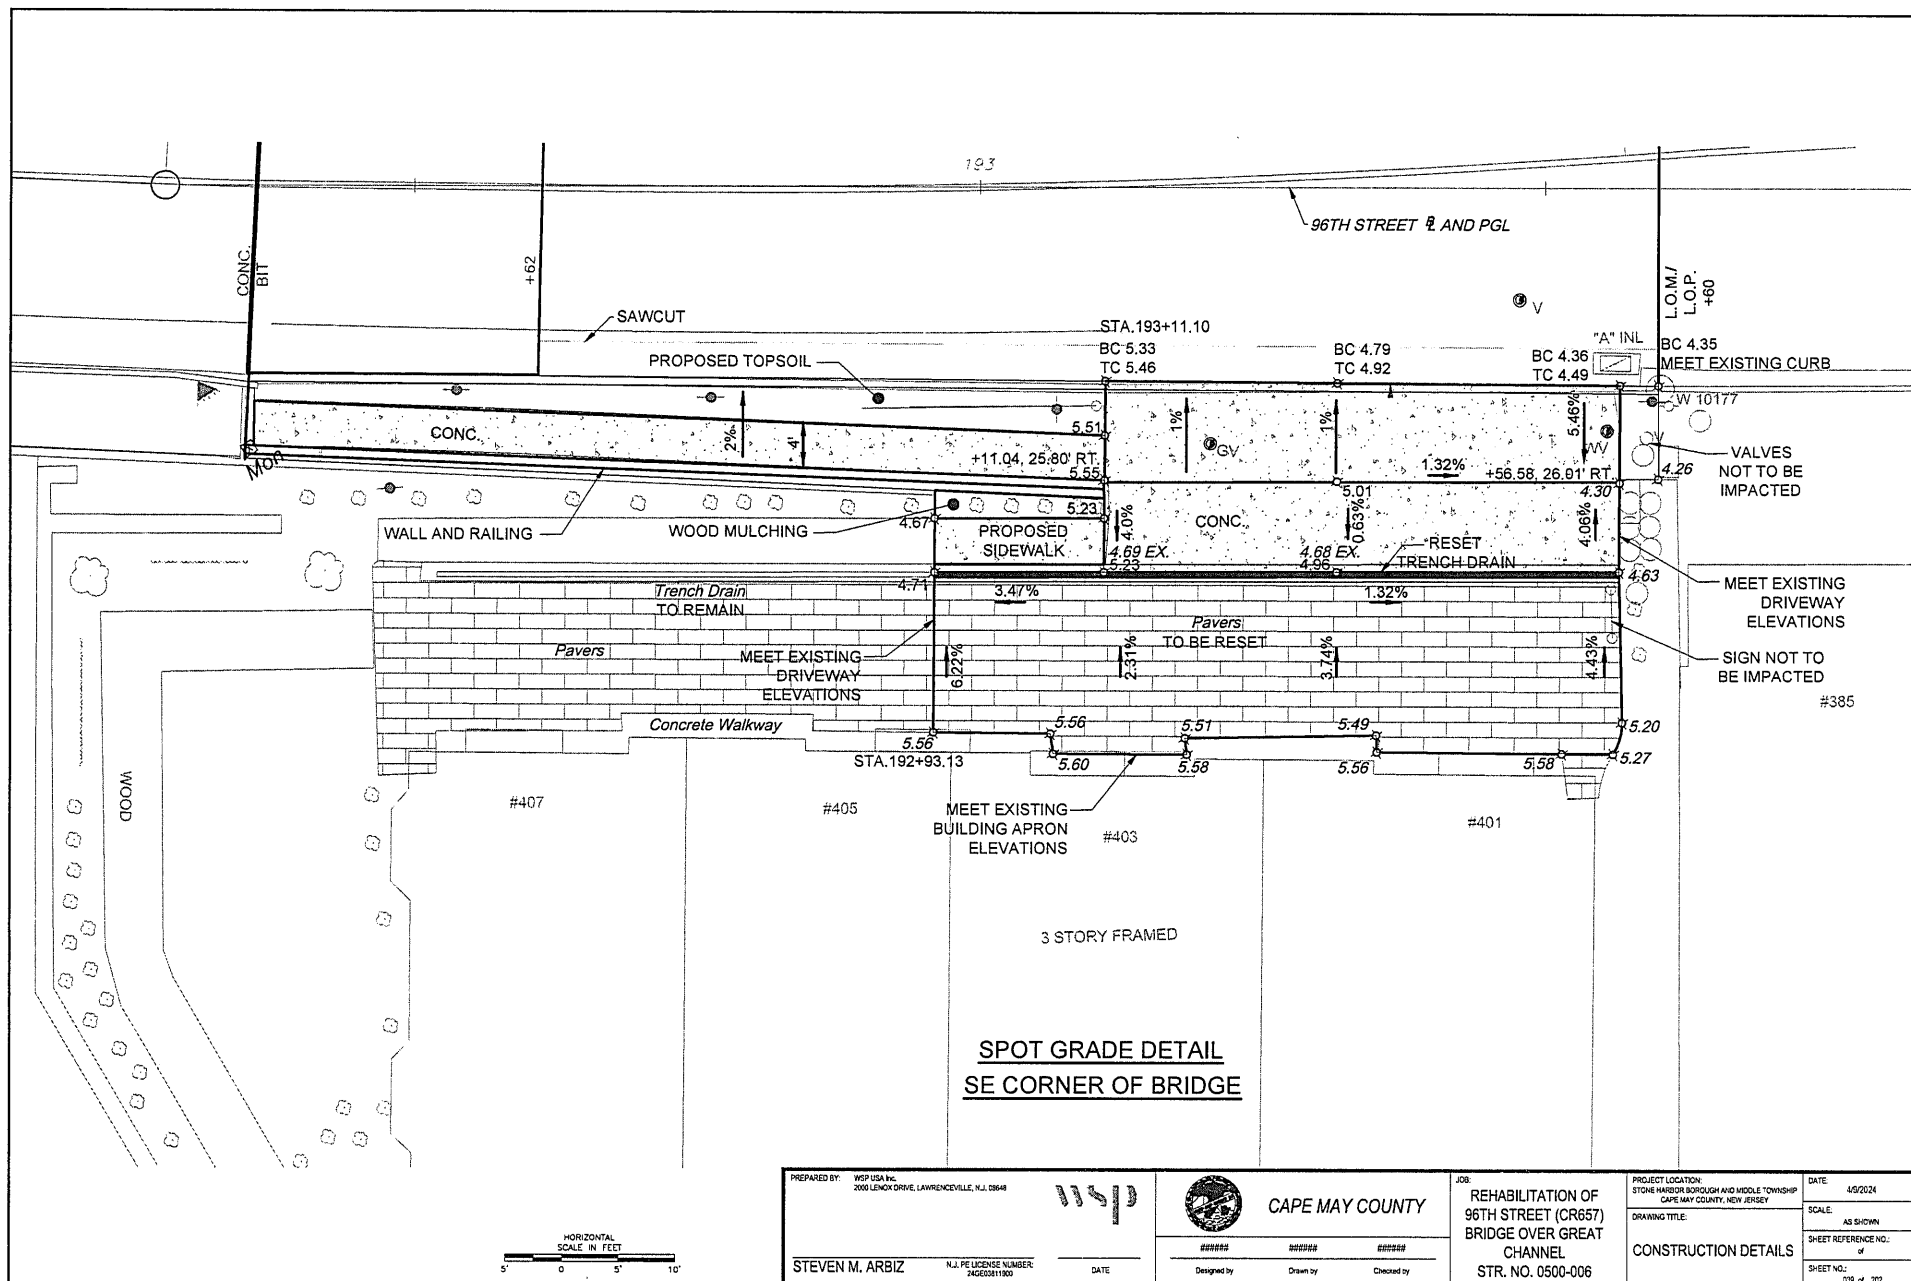 193
96TH STREET ℄ AND PGL
CONC.
BIT
+62
L.O.M./
L.O.P.
+60
SAWCUT
V
STA.193+11.10
"A" INL
PROPOSED TOPSOIL
BC 5.33
TC 5.46
BC 4.79
TC 4.92
BC 4.36
TC 4.49
BC 4.35
MEET EXISTING CURB
W 10177
CONC.
2%
4'
5.51
1%
1%
5.46%
GV
WV
V
Mon
+11.04, 25.80' RT.
5.55
1.32%
+56.58, 26.01' RT.
VALVES
NOT TO BE
IMPACTED
4.26
5.01
4.30
WALL AND RAILING
WOOD MULCHING
4.67
5.23
PROPOSED
SIDEWALK
4.0%
CONC.
0.63%
4.06%
4.69 EX.
5.23
4.68 EX.
4.96
RESET
TRENCH DRAIN
4.71
4.63
Trench Drain
TO REMAIN
3.47%
1.32%
MEET EXISTING
DRIVEWAY
ELEVATIONS
Pavers
Pavers
TO BE RESET
MEET EXISTING
DRIVEWAY
ELEVATIONS
6.22%
2.31%
3.74%
4.43%
SIGN NOT TO
BE IMPACTED
#385
Concrete Walkway
5.56
5.56
5.51
5.49
5.20
STA.192+93.13
5.60
5.58
5.56
5.58
5.27
WOOD
#407
#405
MEET EXISTING
BUILDING APRON
ELEVATIONS
#403
#401
3 STORY FRAMED
SPOT GRADE DETAIL
SE CORNER OF BRIDGE
HORIZONTAL
SCALE IN FEET
5' 0 5' 10'
PREPARED BY: WSP USA Inc.
2000 LENOX DRIVE, LAWRENCEVILLE, N.J. 08648
wsp
STEVEN M. ARBIZ
N.J. PE LICENSE NUMBER:
24GE03811900
DATE
CAPE MAY COUNTY
###### ###### ######
Designed by Drawn by Checked by
JOB:
REHABILITATION OF
96TH STREET (CR657)
BRIDGE OVER GREAT
CHANNEL
STR. NO. 0500-006
PROJECT LOCATION:
STONE HARBOR BOROUGH AND MIDDLE TOWNSHIP
CAPE MAY COUNTY, NEW JERSEY
DRAWING TITLE:
CONSTRUCTION DETAILS
DATE: 4/9/2024
SCALE:
AS SHOWN
SHEET REFERENCE NO.:
of
SHEET NO.:
039 of 202